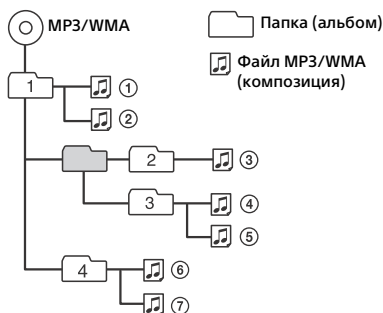 MP3/WMA
Папка (альбом)
Файл MP3/WMA
(композиция)
1
①
②
2
③
3
④
⑤
4
⑥
⑦